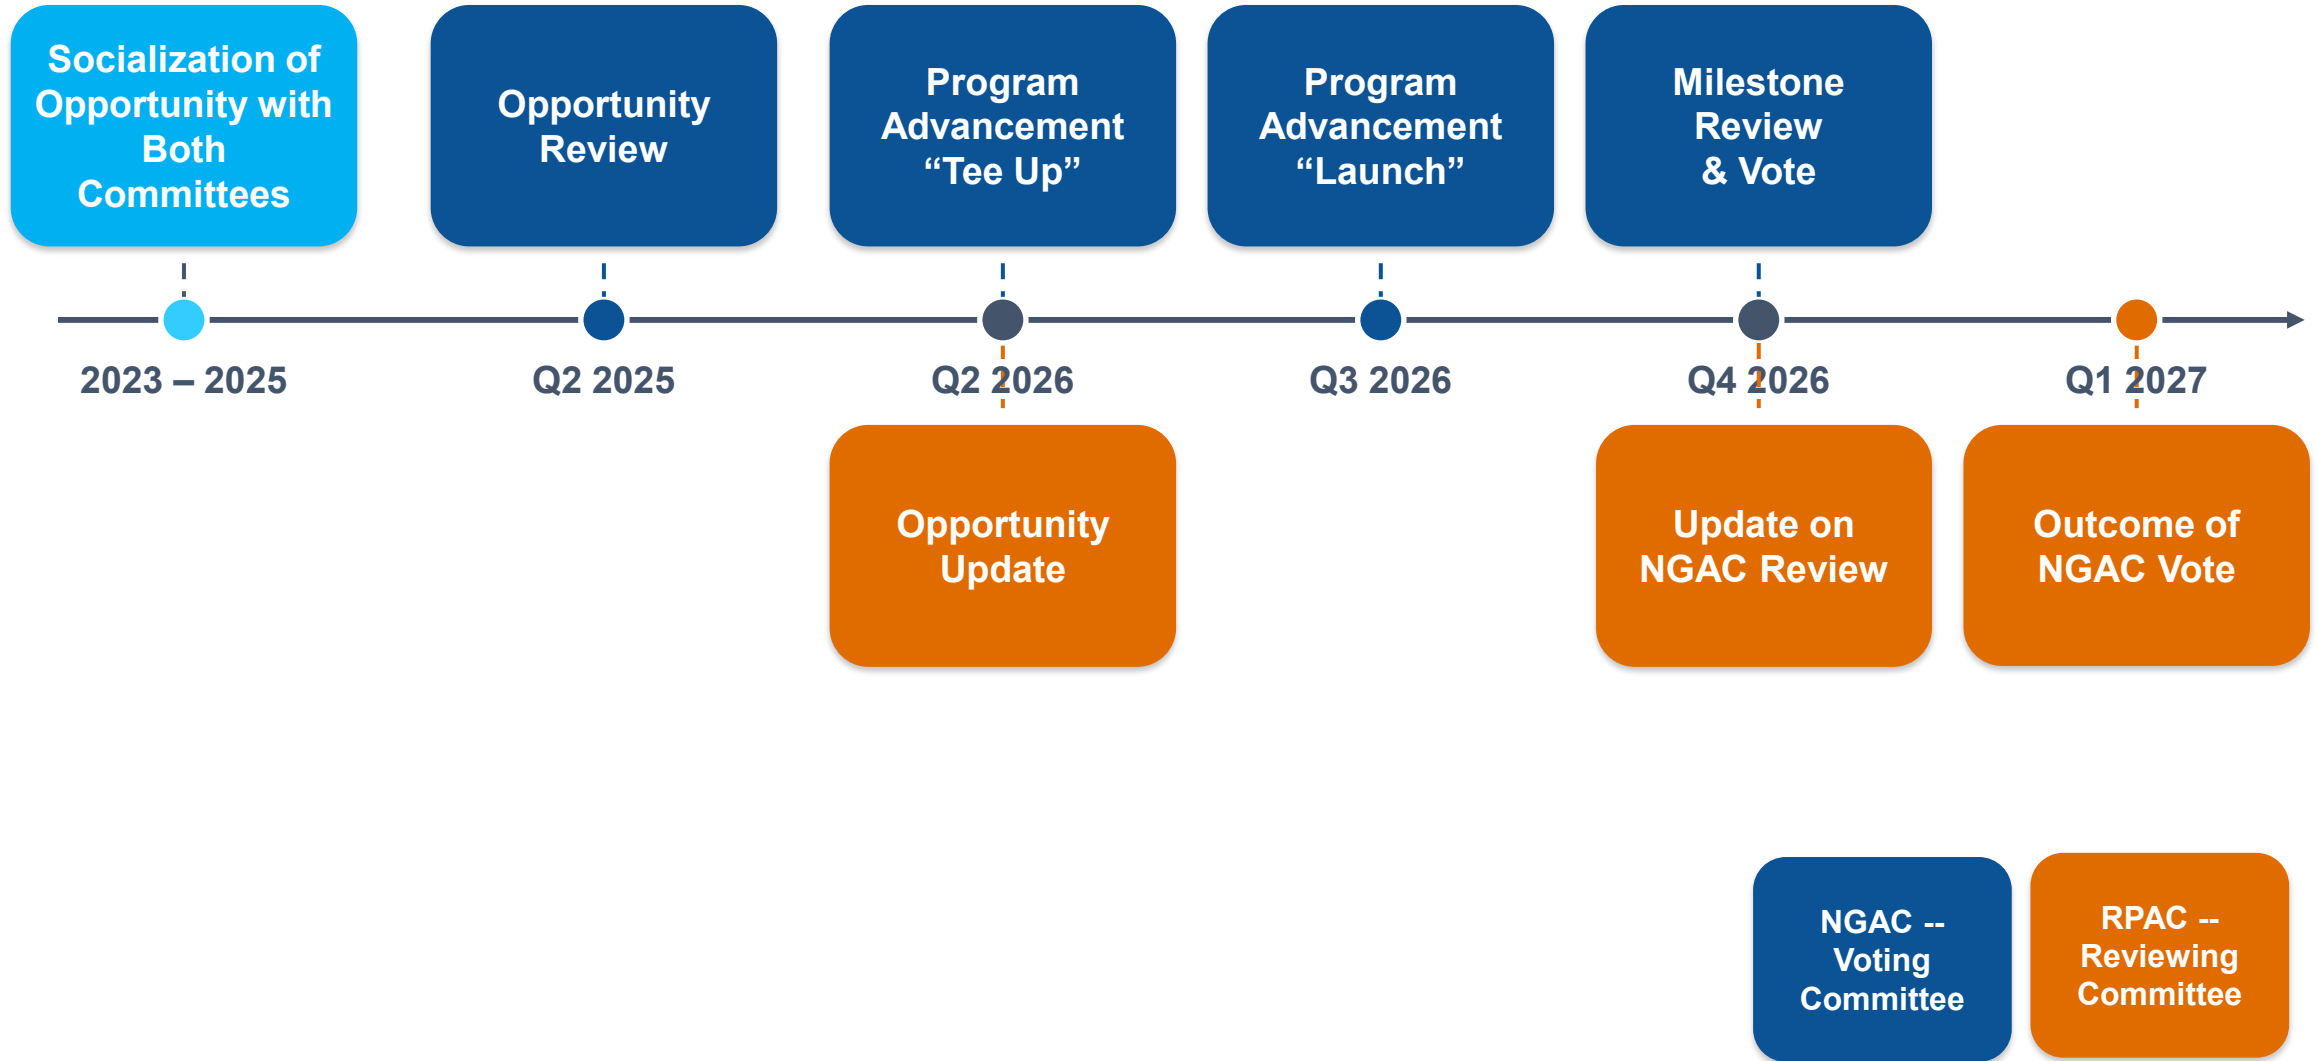 Socialization of
Opportunity with
Both
Committees
Opportunity
Review
Program
Advancement
“Tee Up”
Program
Advancement
“Launch”
Milestone
Review
& Vote
2023 – 2025
Q2 2025
Q2 2026
Q3 2026
Q4 2026
Q1 2027
Opportunity
Update
Update on
NGAC Review
Outcome of
NGAC Vote
NGAC --
Voting
Committee
RPAC --
Reviewing
Committee